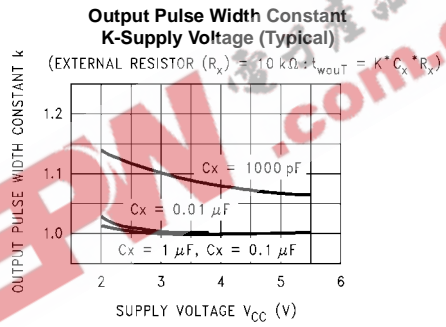 Output Pulse Width Constant
K-Supply Voltage (Typical)
(EXTERNAL RESISTOR (Rx) = 10 kΩ: twouT = K*Cx*Rx)
OUTPUT PULSE WIDTH CONSTANT k
1.2
1.1
1.0
Cx = 1000 pF
Cx = 0.01 μF
Cx = 1 μF, Cx = 0.1 μF
2 3 4 5 6
SUPPLY VOLTAGE VCC (V)
.com